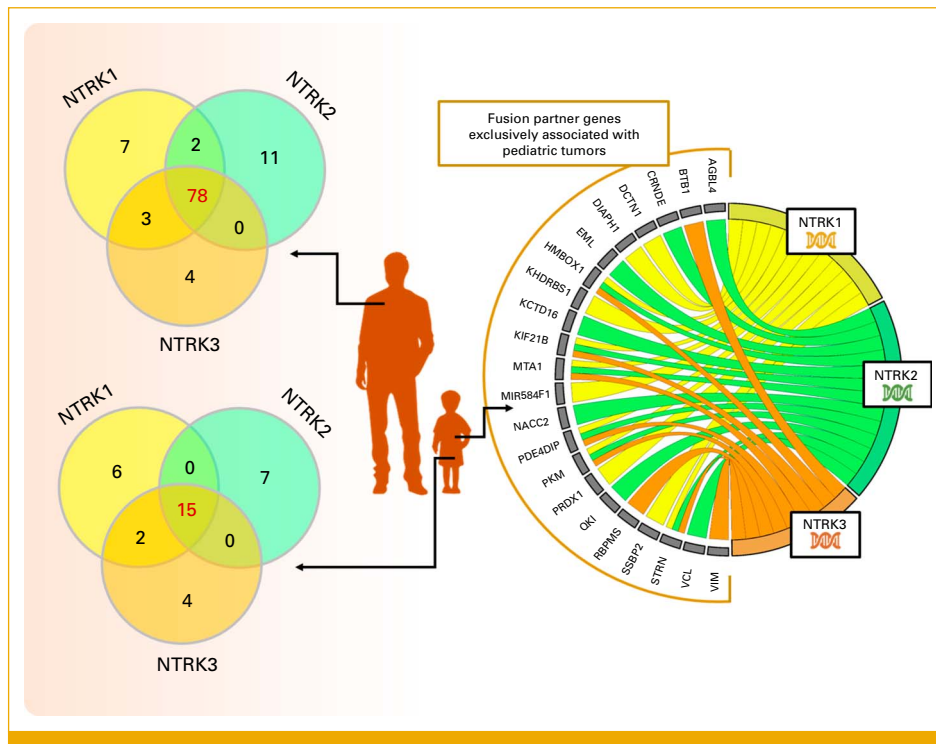 NTRK1
NTRK2
7
2
11
78
3
0
4
NTRK3
NTRK1
NTRK2
6
0
7
15
2
0
4
NTRK3
Fusion partner genes
exclusively associated with
pediatric tumors
AGBL4
BTB1
CRNDE
DCTN1
DIAPH1
EML
HMBOX1
KHDRBS1
KCTD16
KIF21B
MTA1
MIR584F1
NACC2
PDE4DIP
PKM
PRDX1
QKI
RBPMS
SSBP2
STRN
VCL
VIM
NTRK1
NTRK2
NTRK3